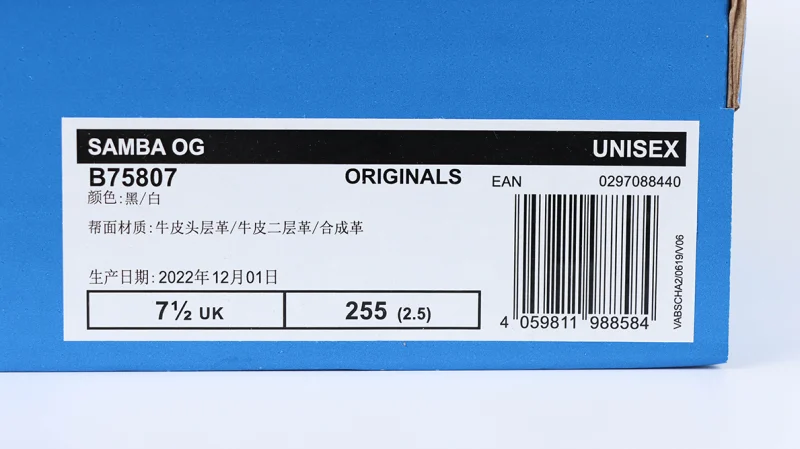 SAMBA OG UNISEX
B75807 ORIGINALS EAN 0297088440
颜色:黑/白
帮面材质:牛皮头层革/牛皮二层革/合成革
生产日期:2022年12月01日
7½ UK 255 (2.5)
4 059811 988584
VABSCHA2/0619/V06